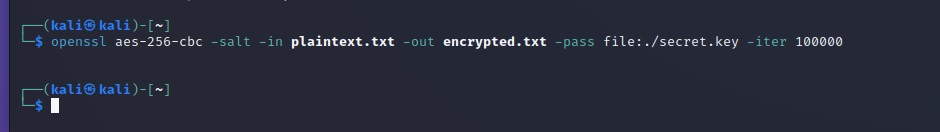 ┌──(kali㉿kali)-[~]
└─$ openssl aes-256-cbc -salt -in plaintext.txt -out encrypted.txt -pass file:./secret.key -iter 100000
┌──(kali㉿kali)-[~]
└─$